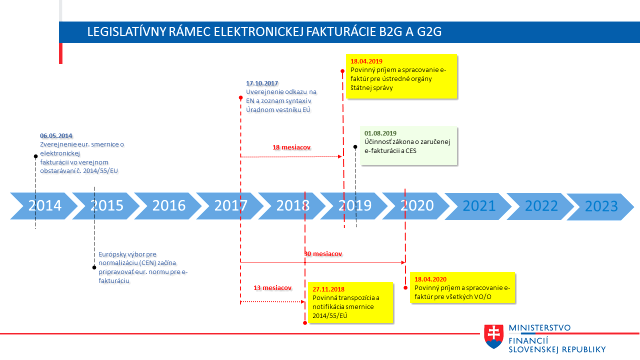 LEGISLATÍVNY RÁMEC ELEKTRONICKEJ FAKTURÁCIE B2G A G2G
18.04.2019
Povinný príjem a spracovanie e-
faktúr pre ústredné orgány
štátnej správy
17.10.2017
Uverejnenie odkazu na
EN a zoznam syntaxí v
Úradnom vestníku EÚ
06.05.2014
Zverejnenie eur. smernice o
elektronickej
fakturácii vo verejnom
obstarávaní č. 2014/55/EU
01.08.2019
Účinnosť zákona o zaručenej
e-fakturácii a CES
18 mesiacov
2014 2015 2016 2017 2018 2019 2020 2021 2022 2023
Európsky výbor pre
normalizáciu (CEN) začína
pripravovať eur. normu pre e-
fakturáciu
30 mesiacov
13 mesiacov
27.11.2018
Povinná transpozícia a
notifikácia smernice
2014/55/EÚ
18.04.2020
Povinný príjem a spracovanie e-
faktúr pre všetkých VO/O
MINISTERSTVO
FINANCIÍ
SLOVENSKEJ REPUBLIKY